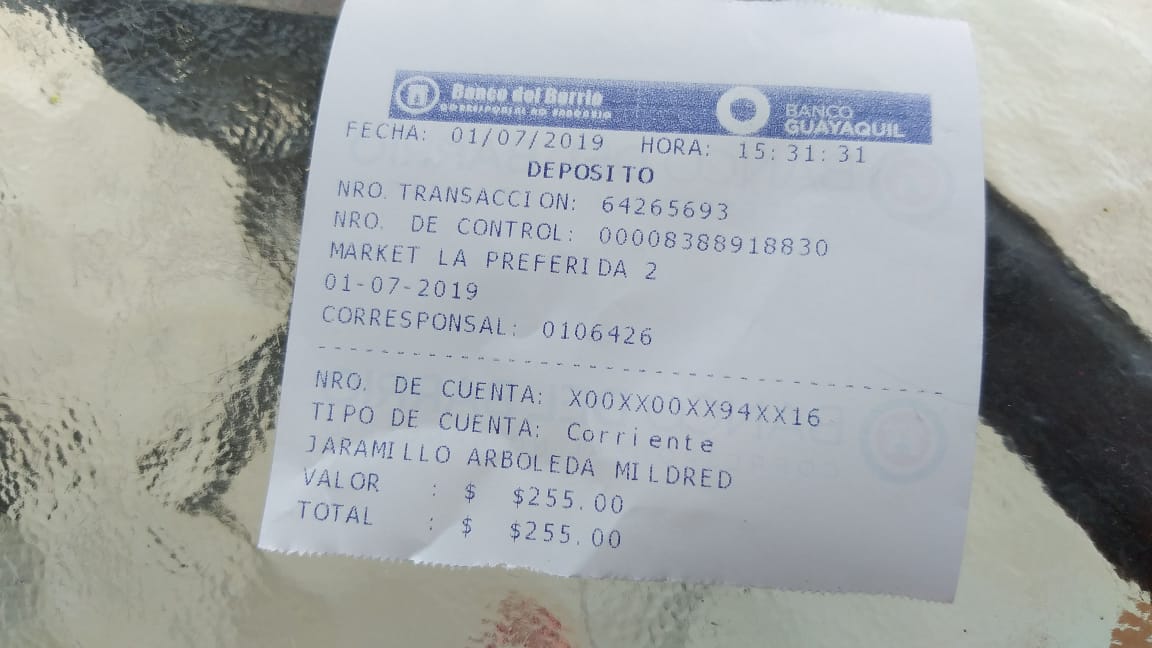 Banco del Barrio
CORRESPONSAL NO BANCARIO
BANCO
GUAYAQUIL
FECHA: 01/07/2019 HORA: 15:31:31
DEPOSITO
NRO. TRANSACCION: 64265693
NRO. DE CONTROL: 00008388918830
MARKET LA PREFERIDA 2
01-07-2019
CORRESPONSAL: 0106426
NRO. DE CUENTA: X00XX00XX94XX16
TIPO DE CUENTA: Corriente
JARAMILLO ARBOLEDA MILDRED
VALOR : $ $255.00
TOTAL : $ $255.00